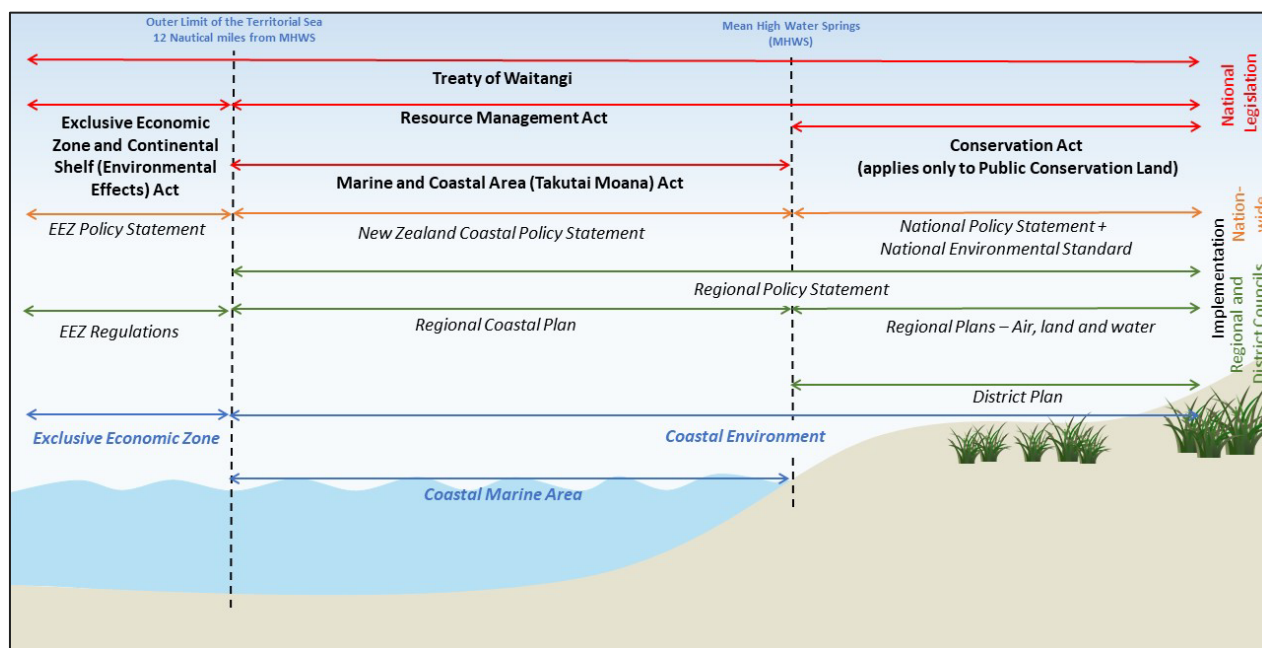 Outer Limit of the Territorial Sea
12 Nautical miles from MHWS
Mean High Water Springs
(MHWS)
Treaty of Waitangi
Resource Management Act
Exclusive Economic
Zone and Continental
Shelf (Environmental
Effects) Act
Conservation Act
(applies only to Public Conservation Land)
Marine and Coastal Area (Takutai Moana) Act
National
Legislation
EEZ Policy Statement
New Zealand Coastal Policy Statement
National Policy Statement +
National Environmental Standard
Nation-
wide
Regional Policy Statement
EEZ Regulations
Regional Coastal Plan
Regional Plans – Air, land and water
Implementation
Regional and
District Councils
District Plan
Exclusive Economic Zone
Coastal Environment
Coastal Marine Area